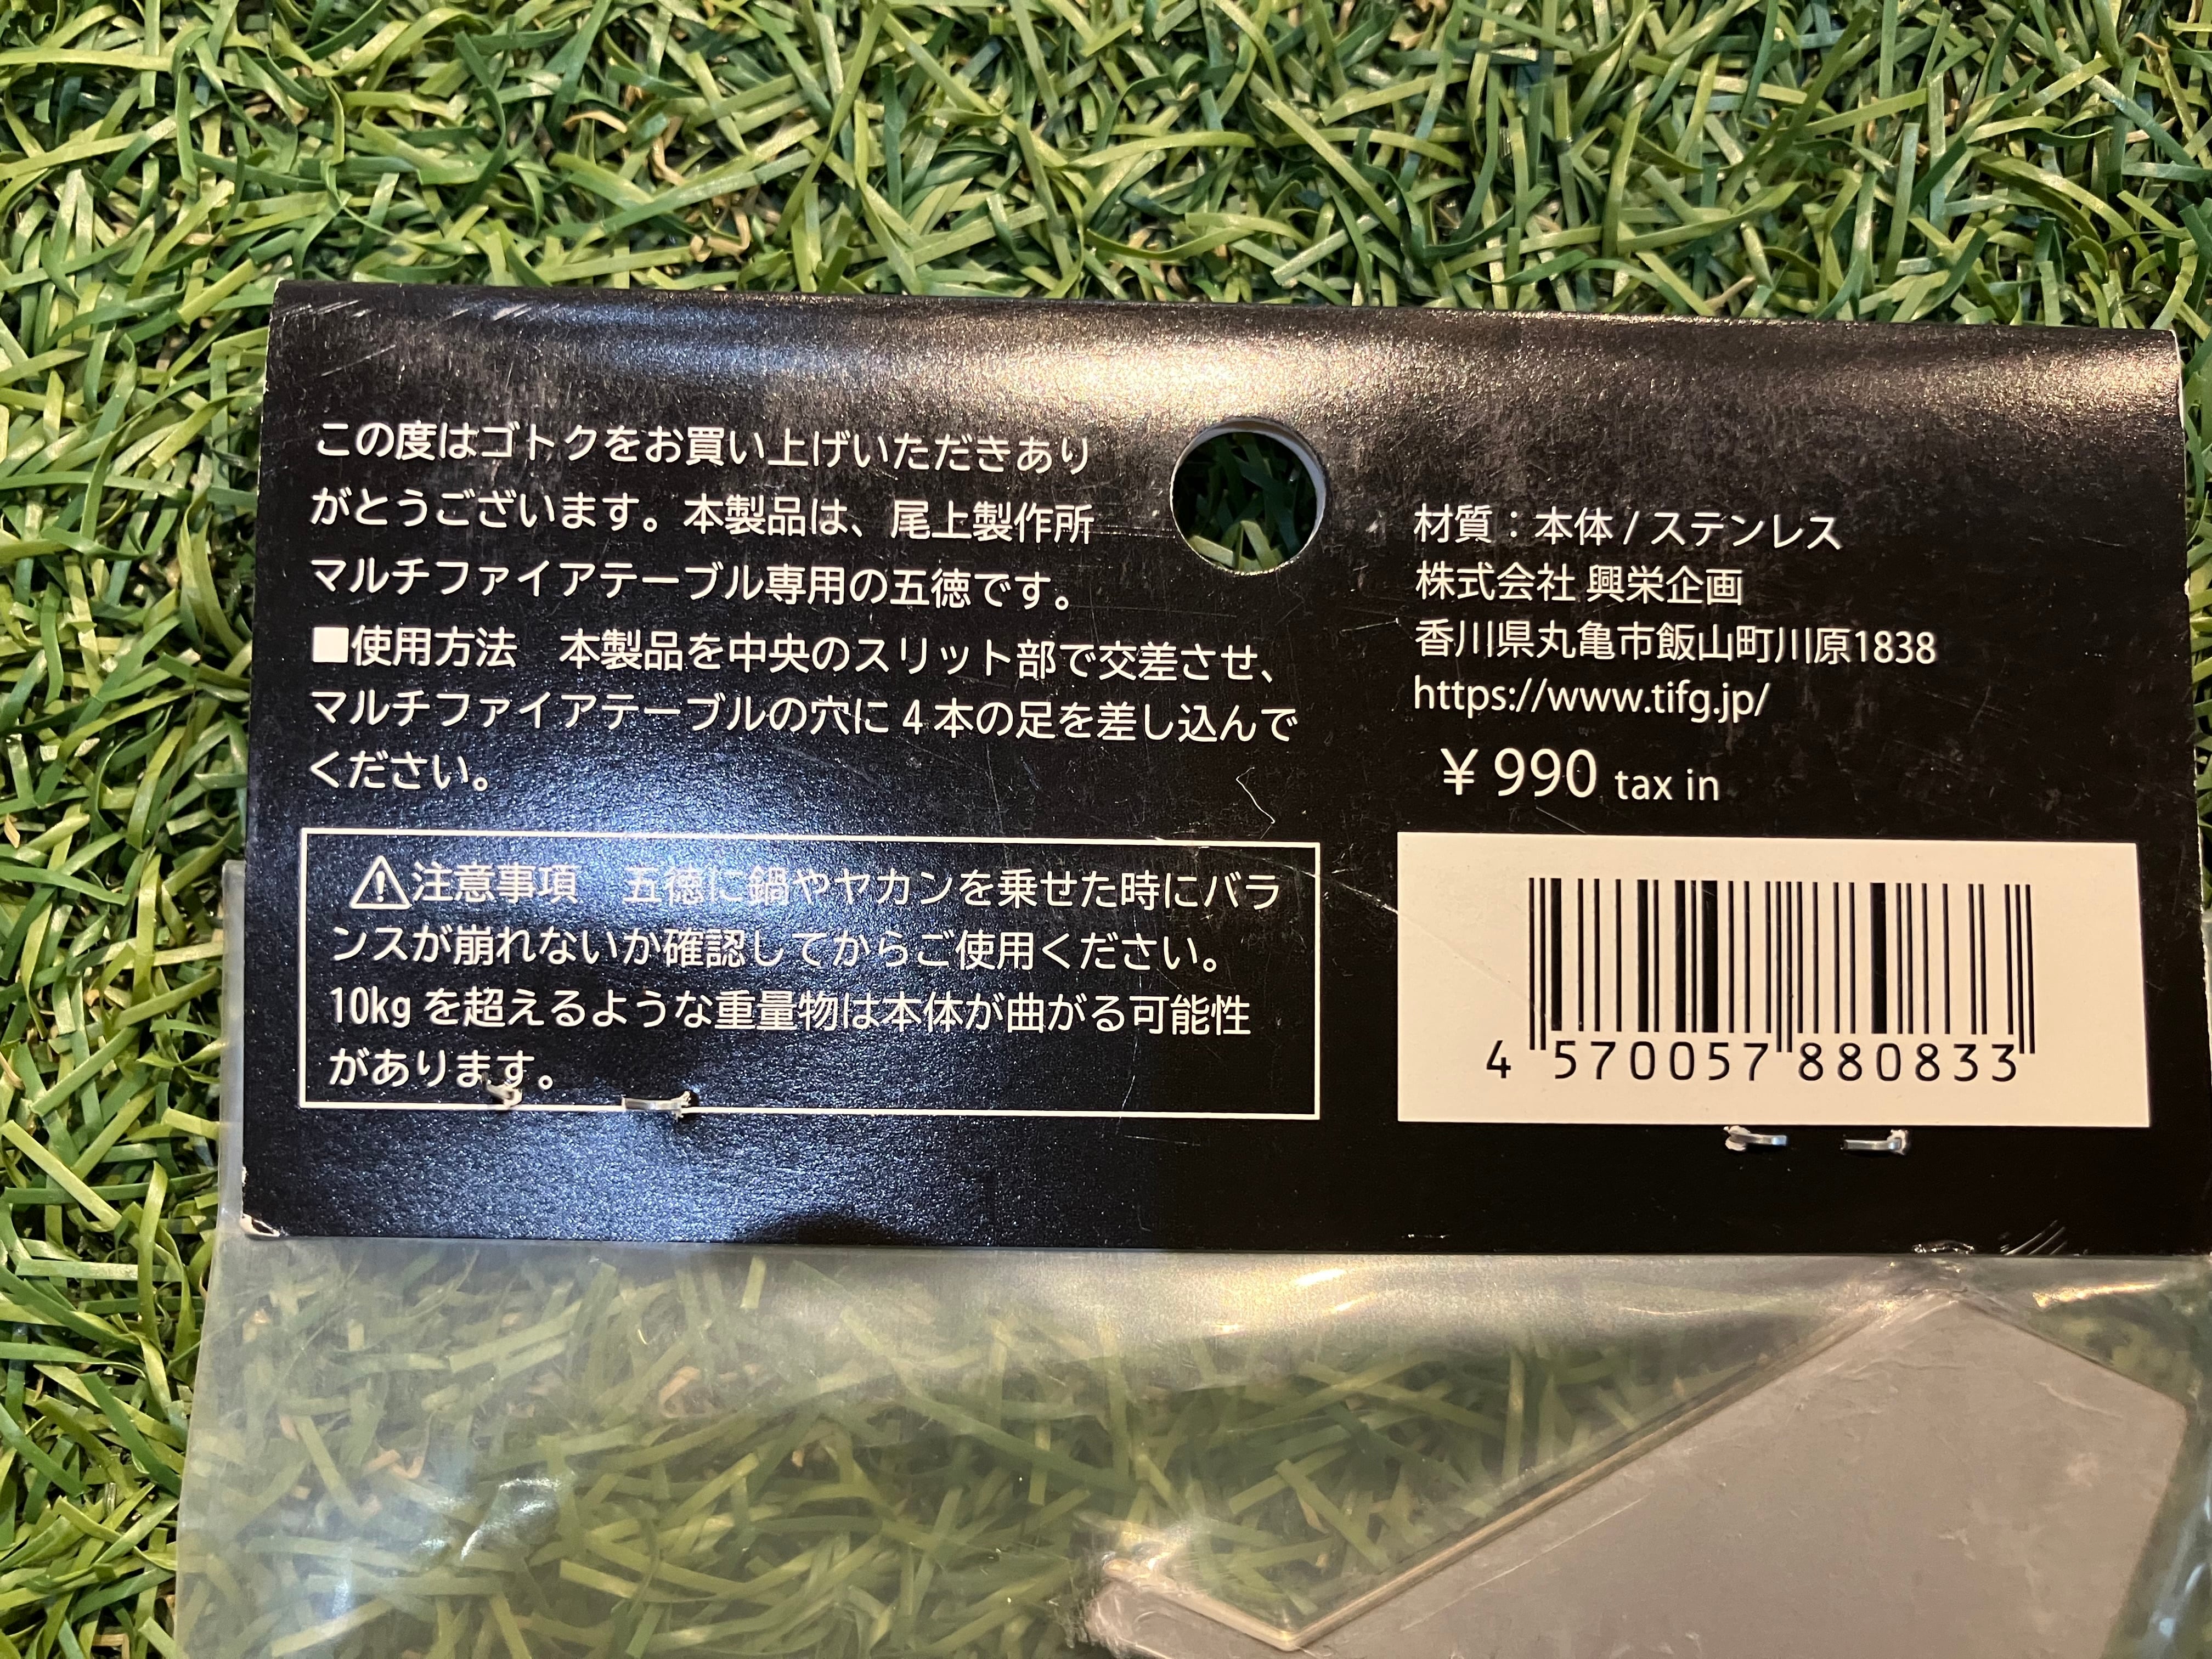 この度はゴトクをお買い上げいただきあり
がとうございます。本製品は、尾上製作所
マルチファイアテーブル専用の五徳です。
■使用方法　本製品を中央のスリット部で交差させ、
マルチファイアテーブルの穴に 4 本の足を差し込んで
ください。
⚠注意事項　五徳に鍋やヤカンを乗せた時にバラ
ンスが崩れないか確認してからご使用ください。
10kg を超えるような重量物は本体が曲がる可能性
があります。
材質：本体 / ステンレス
株式会社 興栄企画
香川県丸亀市飯山町川原1838
https://www.tifg.jp/
￥990 tax in
4 570057 880833